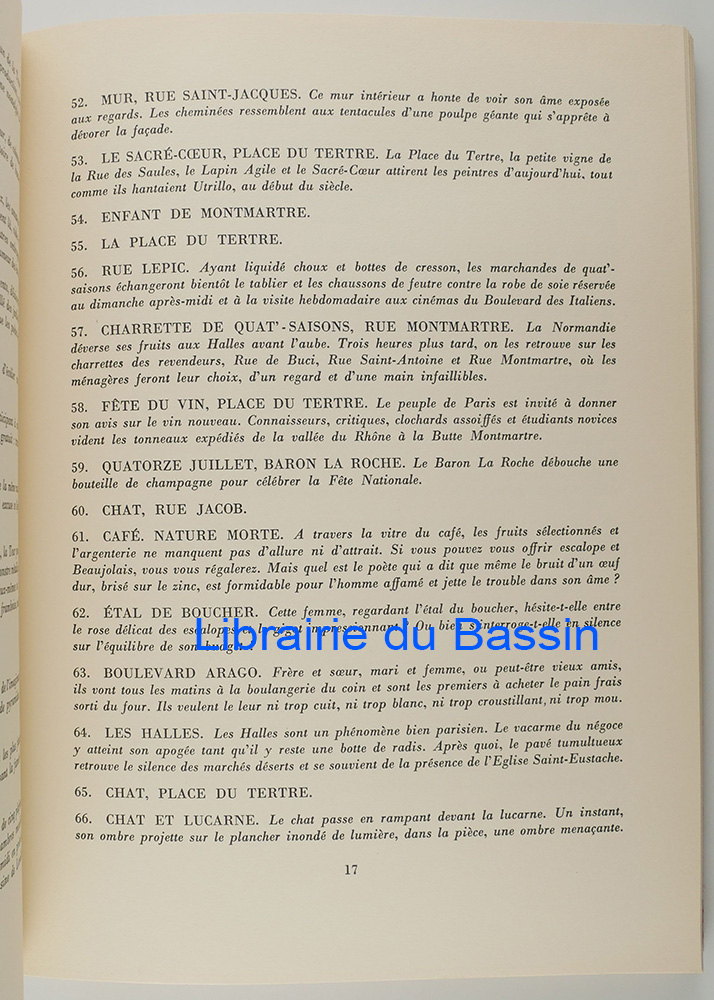 52. MUR, RUE SAINT-JACQUES. Ce mur intérieur a honte de voir son âme exposée
aux regards. Les cheminées ressemblent aux tentacules d'une poulpe géante qui s'apprête à
dévorer la façade.
53. LE SACRÉ-CŒUR, PLACE DU TERTRE. La Place du Tertre, la petite vigne de
la Rue des Saules, le Lapin Agile et le Sacré-Cœur attirent les peintres d'aujourd'hui, tout
comme ils hantaient Utrillo, au début du siècle.
54. ENFANT DE MONTMARTRE.
55. LA PLACE DU TERTRE.
56. RUE LEPIC. Ayant liquidé choux et bottes de cresson, les marchandes de quat'-
saisons échangeront bientôt le tablier et les chaussons de feutre contre la robe de soie réservée
au dimanche après-midi et à la visite hebdomadaire aux cinémas du Boulevard des Italiens.
57. CHARRETTE DE QUAT'-SAISONS, RUE MONTMARTRE. La Normandie
déverse ses fruits aux Halles avant l'aube. Trois heures plus tard, on les retrouve sur les
charrettes des revendeurs, Rue de Buci, Rue Saint-Antoine et Rue Montmartre, où les
ménagères feront leur choix, d'un regard et d'une main infaillibles.
58. FÊTE DU VIN, PLACE DU TERTRE. Le peuple de Paris est invité à donner
son avis sur le vin nouveau. Connaisseurs, critiques, clochards assoiffés et étudiants novices
vident les tonneaux expédiés de la vallée du Rhône à la Butte Montmartre.
59. QUATORZE JUILLET, BARON LA ROCHE. Le Baron La Roche débouche une
bouteille de champagne pour célébrer la Fête Nationale.
60. CHAT, RUE JACOB.
61. CAFÉ. NATURE MORTE. A travers la vitre du café, les fruits sélectionnés et
l'argenterie ne manquent pas d'allure ni d'attrait. Si vous pouvez vous offrir escalope et
Beaujolais, vous vous régalerez. Mais quel est le poète qui a dit que même le bruit d'un œuf
dur, brisé sur le zinc, est formidable pour l'homme affamé et jette le trouble dans son âme ?
62. ÉTAL DE BOUCHER. Cette femme, regardant l'étal du boucher, hésite-t-elle entre
le rose délicat des escalopes et le gigot impressionnant ? Ou bien s'interroge-t-elle en silence
sur l'équilibre de son budget ?
Librairie du Bassin
63. BOULEVARD ARAGO. Frère et sœur, mari et femme, ou peut-être vieux amis,
ils vont tous les matins à la boulangerie du coin et sont les premiers à acheter le pain frais
sorti du four. Ils veulent le leur ni trop cuit, ni trop blanc, ni trop croustillant, ni trop mou.
64. LES HALLES. Les Halles sont un phénomène bien parisien. Le vacarme du négoce
y atteint son apogée tant qu'il y reste une botte de radis. Après quoi, le pavé tumultueux
retrouve le silence des marchés déserts et se souvient de la présence de l'Eglise Saint-Eustache.
65. CHAT, PLACE DU TERTRE.
66. CHAT ET LUCARNE. Le chat passe en rampant devant la lucarne. Un instant,
son ombre projette sur le plancher inondé de lumière, dans la pièce, une ombre menaçante.
17